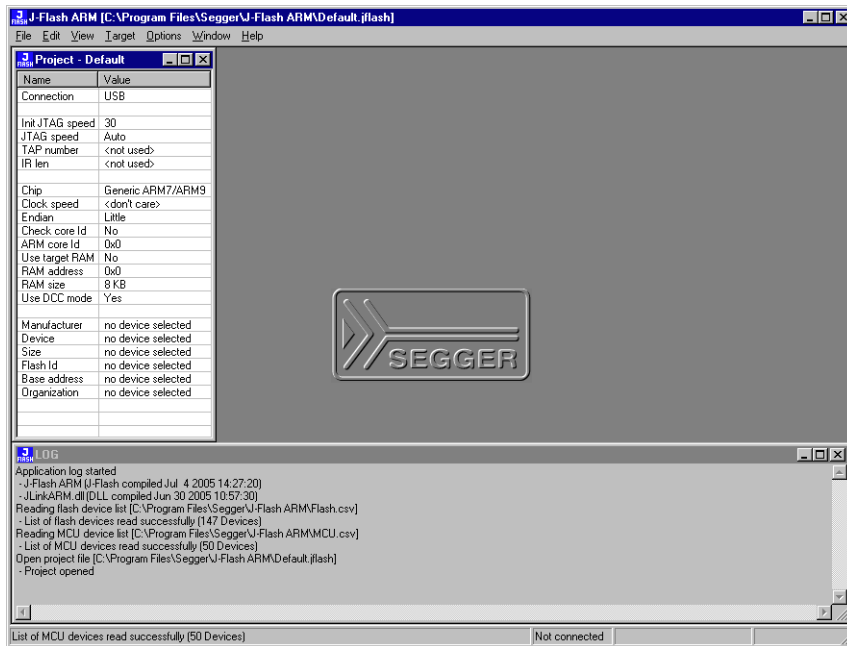 J-Flash ARM [C:\Program Files\Segger\J-Flash ARM\Default.jflash]
File Edit View Target Options Window Help
Project - Default
Name Value
Connection USB
Init JTAG speed 30
JTAG speed Auto
TAP number <not used>
IR len <not used>
Chip Generic ARM7/ARM9
Clock speed <don't care>
Endian Little
Check core Id No
ARM core Id 0x0
Use target RAM No
RAM address 0x0
RAM size 8 KB
Use DCC mode Yes
Manufacturer no device selected
Device no device selected
Size no device selected
Flash Id no device selected
Base address no device selected
Organization no device selected
SEGGER
LOG
Application log started
- J-Flash ARM (J-Flash compiled Jul 4 2005 14:27:20)
- JLinkARM.dll (DLL compiled Jun 30 2005 10:57:30)
Reading flash device list [C:\Program Files\Segger\J-Flash ARM\Flash.csv]
- List of flash devices read successfully (147 Devices)
Reading MCU device list [C:\Program Files\Segger\J-Flash ARM\MCU.csv]
- List of MCU devices read successfully (50 Devices)
Open project file [C:\Program Files\Segger\J-Flash ARM\Default.jflash]
- Project opened
List of MCU devices read successfully (50 Devices) Not connected